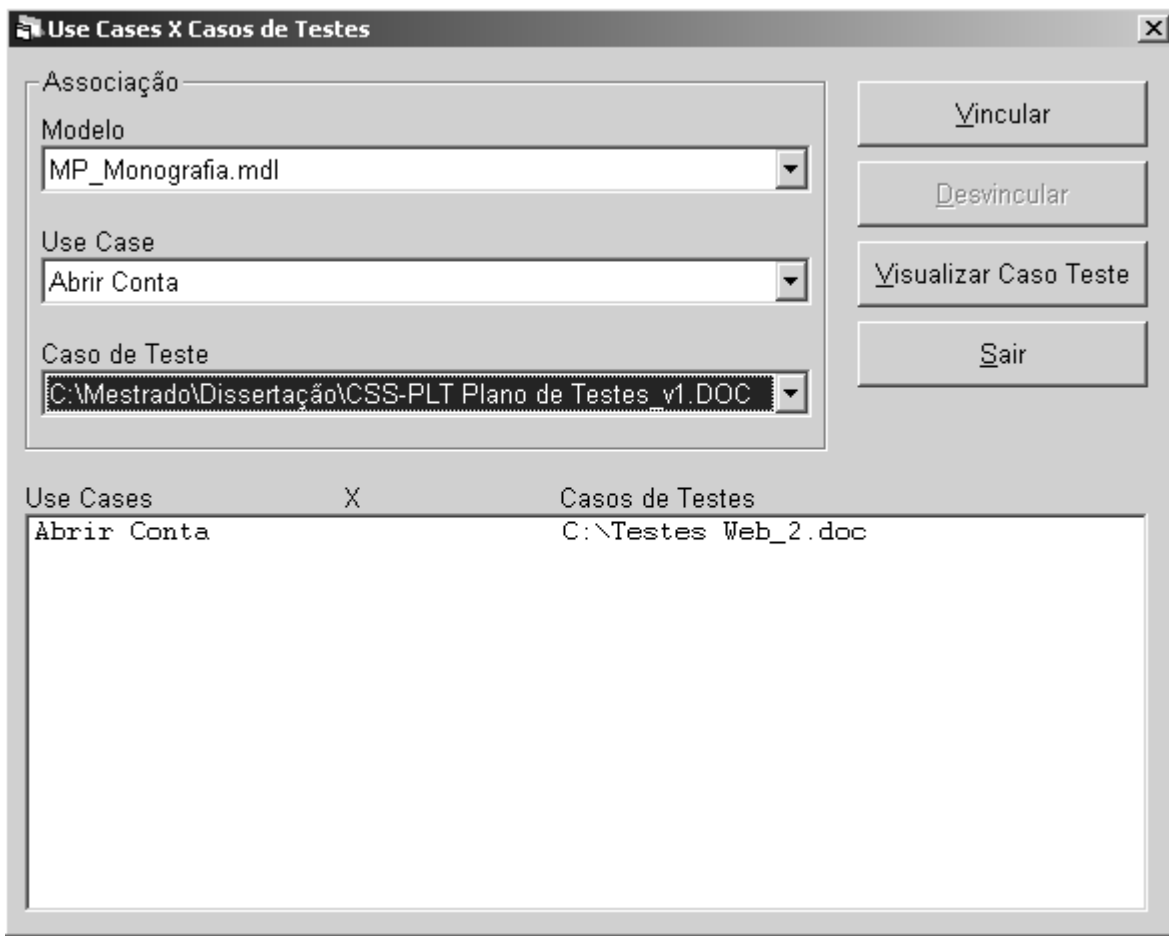 Use Cases X Casos de Testes
Associação
Modelo
MP_Monografia.mdl
Use Case
Abrir Conta
Caso de Teste
C:\Mestrado\Dissertação\CSS-PLT Plano de Testes_v1.DOC
Vincular
Desvincular
Visualizar Caso Teste
Sair
Use Cases X Casos de Testes
Abrir Conta C:\Testes Web_2.doc